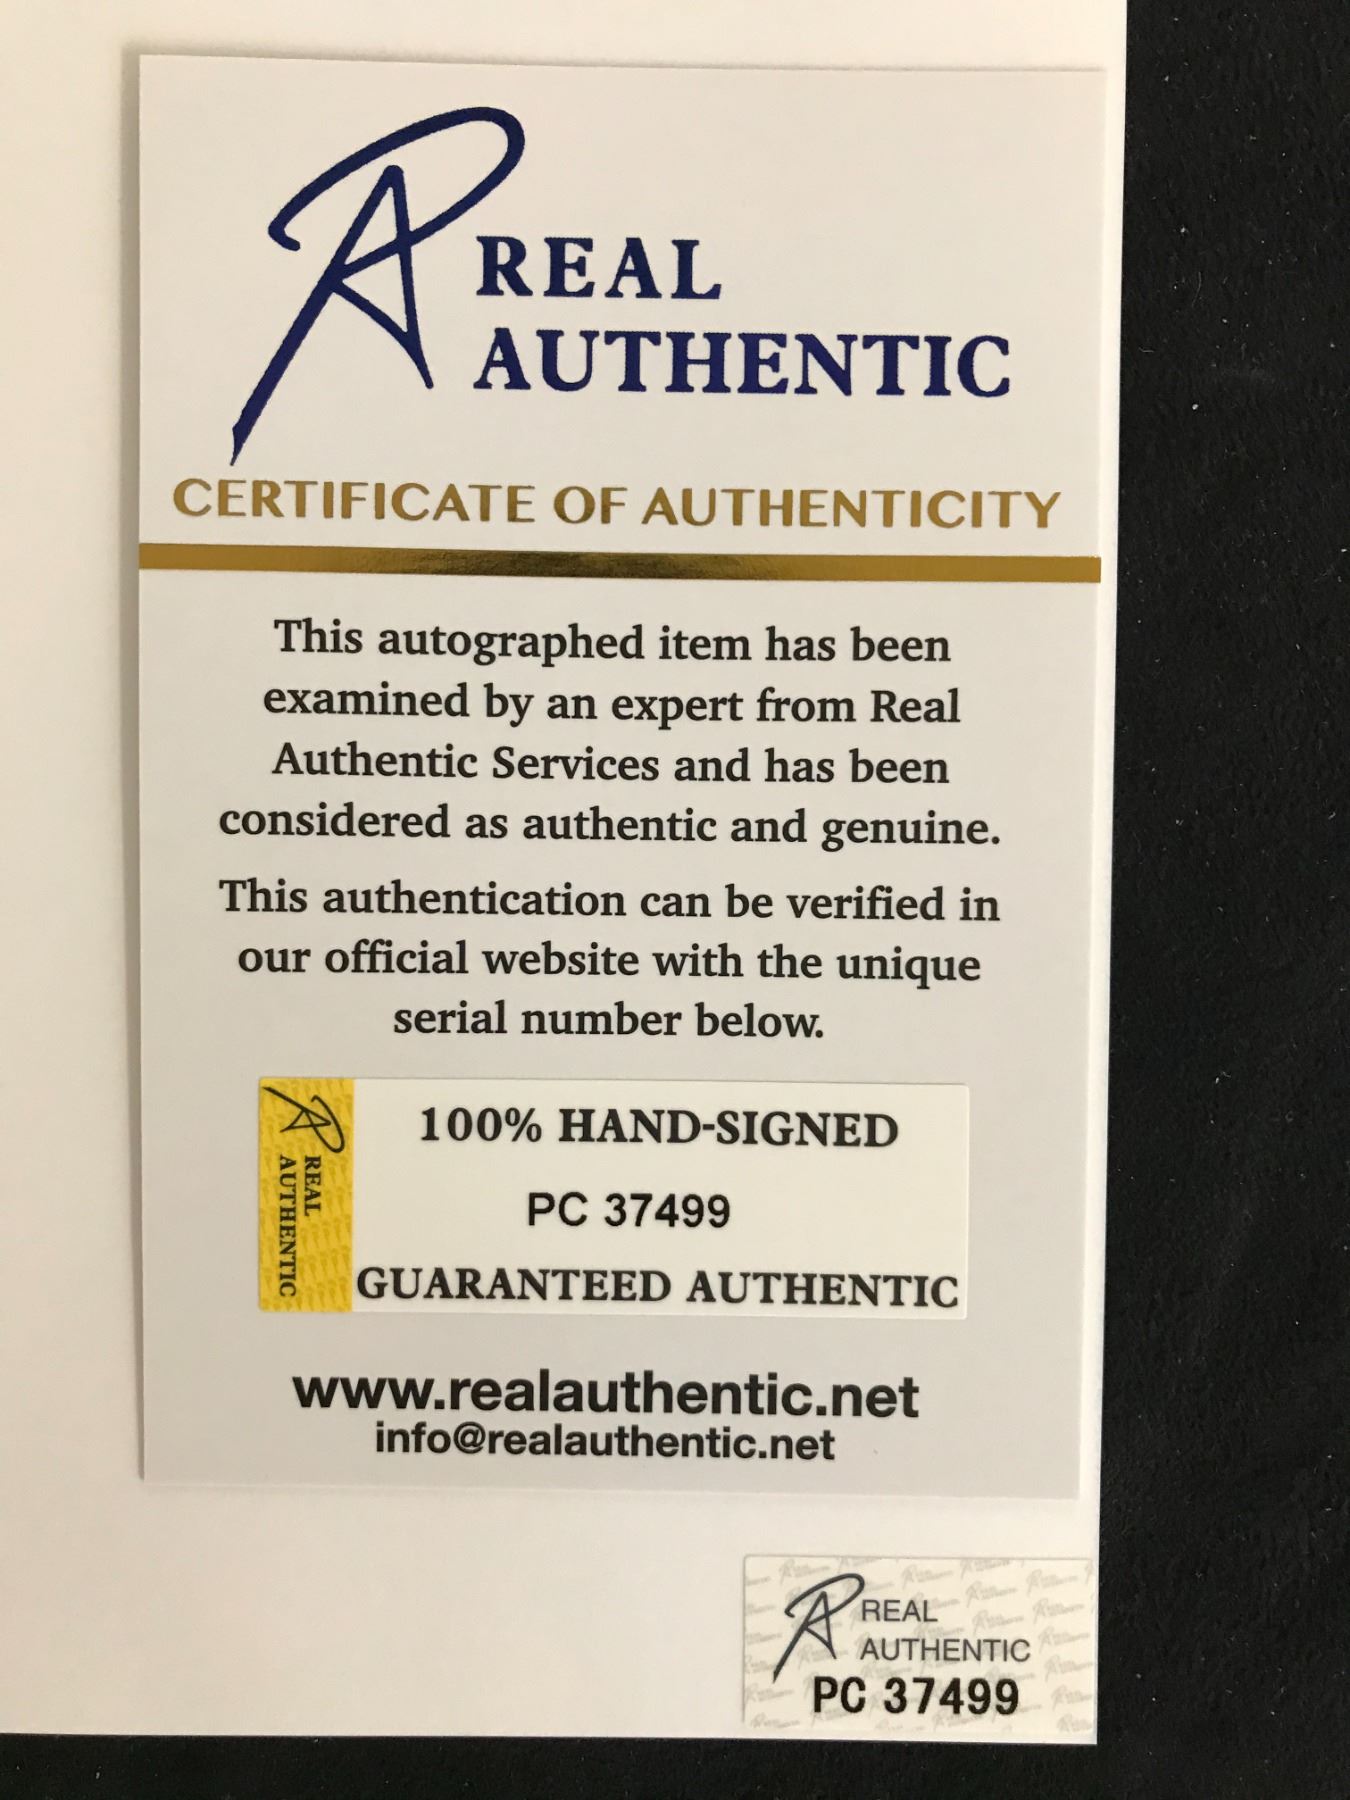 REAL
AUTHENTIC
CERTIFICATE OF AUTHENTICITY
This autographed item has been
examined by an expert from Real
Authentic Services and has been
considered as authentic and genuine.
This authentication can be verified in
our official website with the unique
serial number below.
REAL
AUTHENTIC
100% HAND-SIGNED
PC 37499
GUARANTEED AUTHENTIC
www.realauthentic.net
info@realauthentic.net
REAL
AUTHENTIC
PC 37499